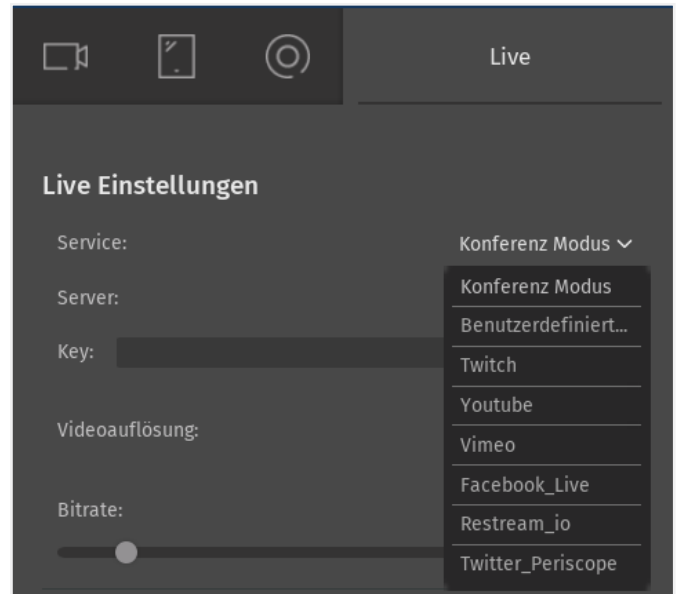 Live
Live Einstellungen
Service:
Konferenz Modus
Server:
Konferenz Modus
Benutzerdefiniert...
Key:
Twitch
Youtube
Videoauflösung:
Vimeo
Facebook_Live
Bitrate:
Restream_io
Twitter_Periscope